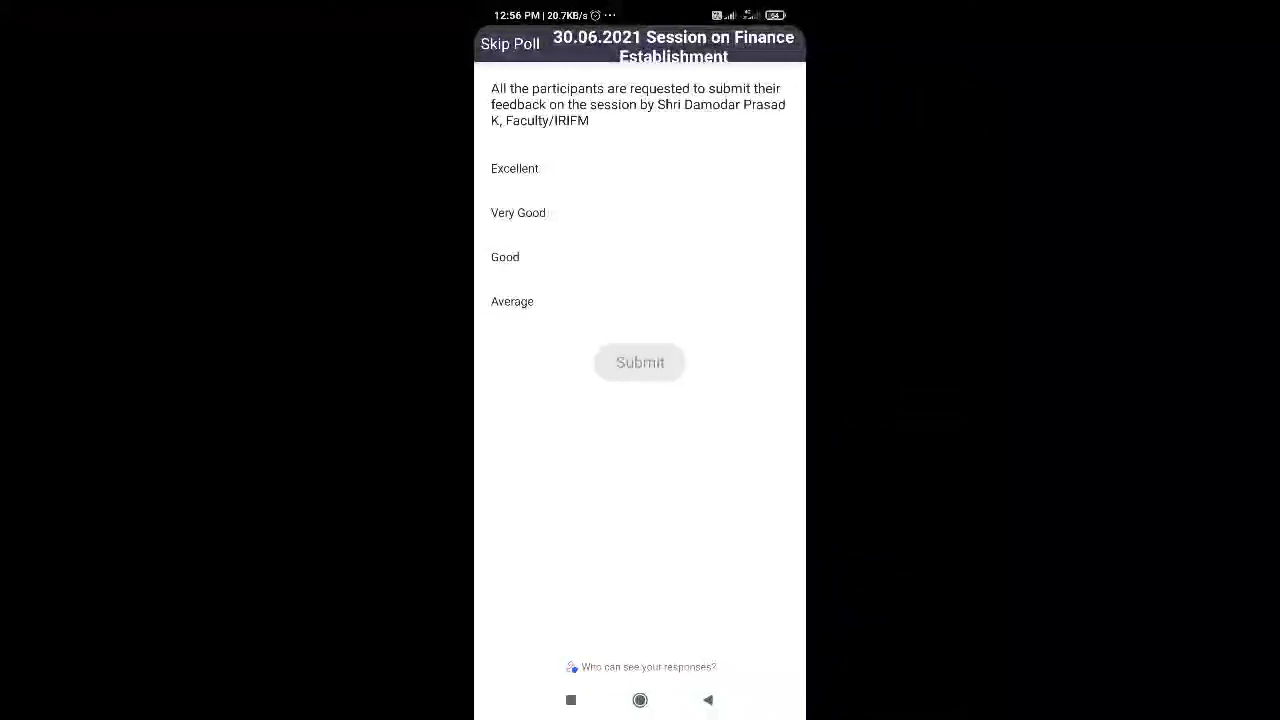 12:56 PM | 20.7KB/s ...
Skip Poll
30.06.2021 Session on Finance
Establishment
All the participants are requested to submit their
feedback on the session by Shri Damodar Prasad
K, Faculty/IRIFM
Excellent
Very Good
Good
Average
Submit
Who can see your responses?